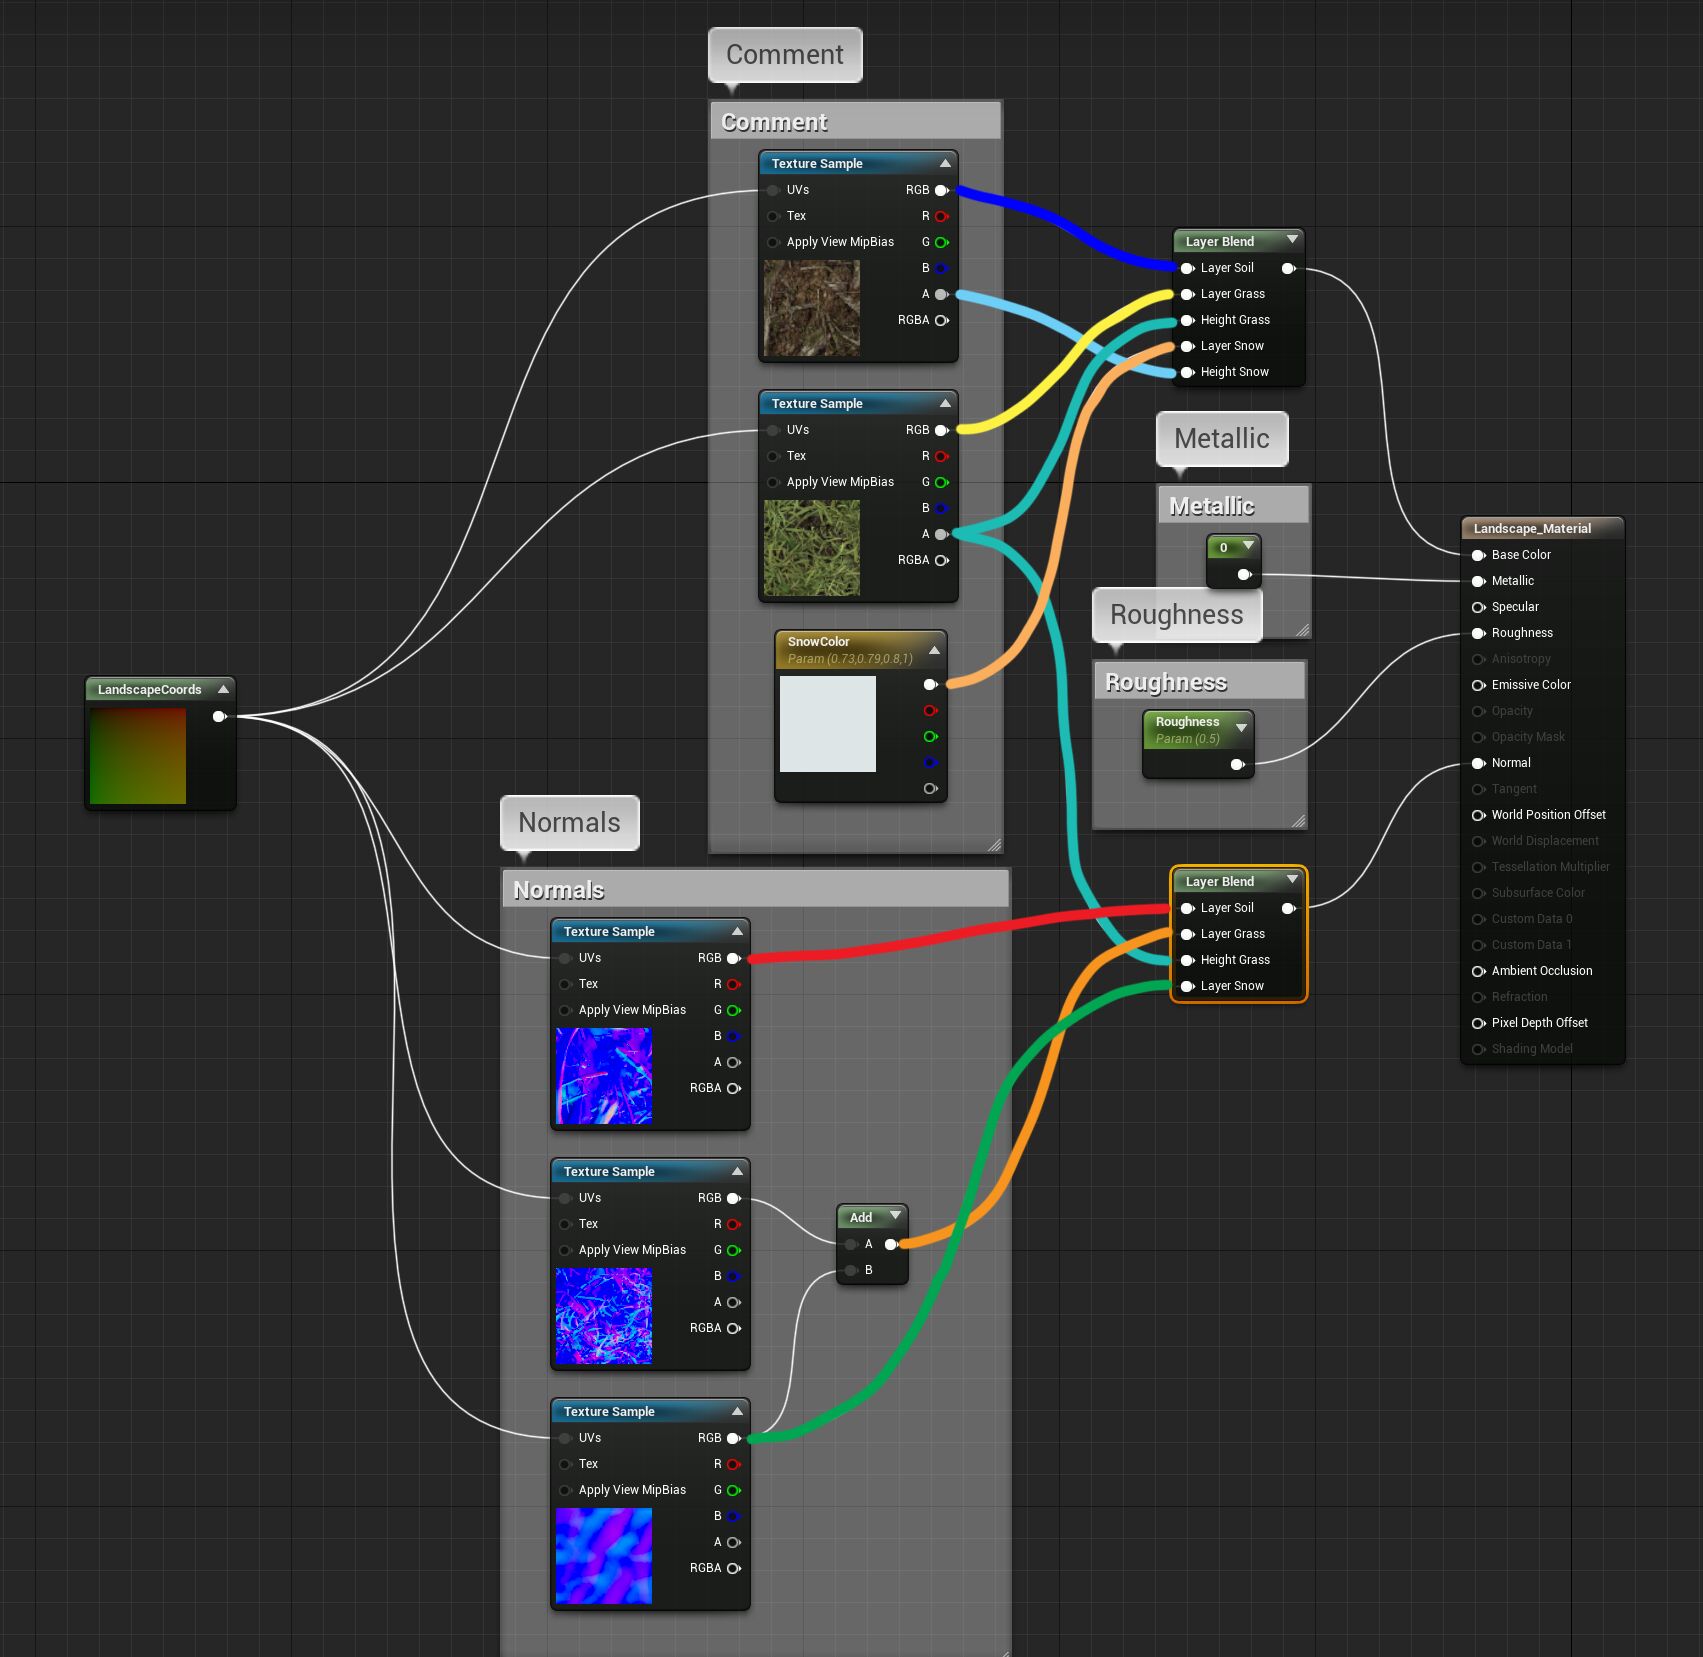 Comment
Comment
Texture Sample
UVs RGB
Tex R
Apply View MipBias G
B
A
RGBA
Texture Sample
UVs RGB
Tex R
Apply View MipBias G
B
A
RGBA
SnowColor
Param (0.73,0.79,0.8,1)
LandscapeCoords
Layer Blend
Layer Soil
Layer Grass
Height Grass
Layer Snow
Height Snow
Metallic
Metallic
0
Roughness
Roughness
Roughness
Param (0.5)
Landscape_Material
Base Color
Metallic
Specular
Roughness
Anisotropy
Emissive Color
Opacity
Opacity Mask
Normal
Tangent
World Position Offset
World Displacement
Tessellation Multiplier
Subsurface Color
Custom Data 0
Custom Data 1
Ambient Occlusion
Refraction
Pixel Depth Offset
Shading Model
Normals
Normals
Texture Sample
UVs RGB
Tex R
Apply View MipBias G
B
A
RGBA
Texture Sample
UVs RGB
Tex R
Apply View MipBias G
B
A
RGBA
Add
A
B
Texture Sample
UVs RGB
Tex R
Apply View MipBias G
B
A
RGBA
Layer Blend
Layer Soil
Layer Grass
Height Grass
Layer Snow